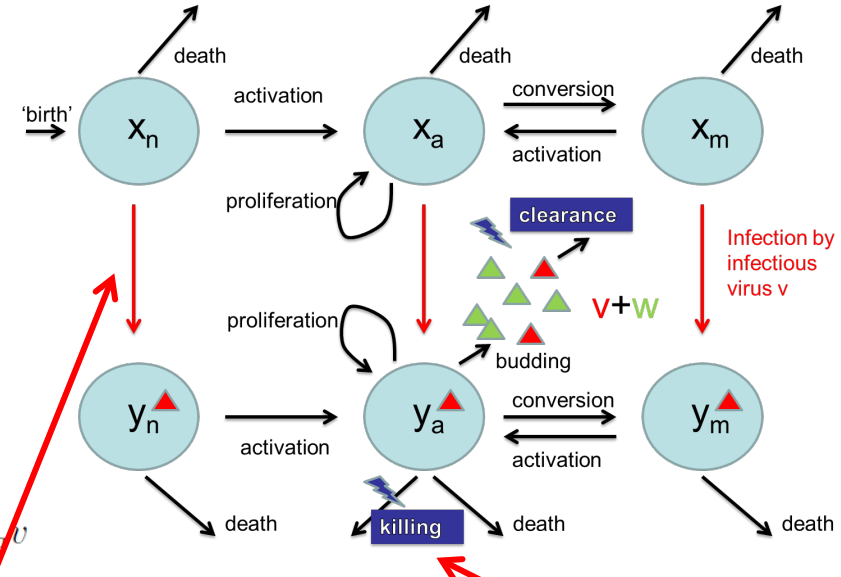 death
death
death
'birth'
xn
activation
xa
conversion
activation
xm
proliferation
clearance
Infection by
infectious
virus v
v+w
proliferation
budding
yn
activation
ya
conversion
activation
ym
death
killing
death
death
v